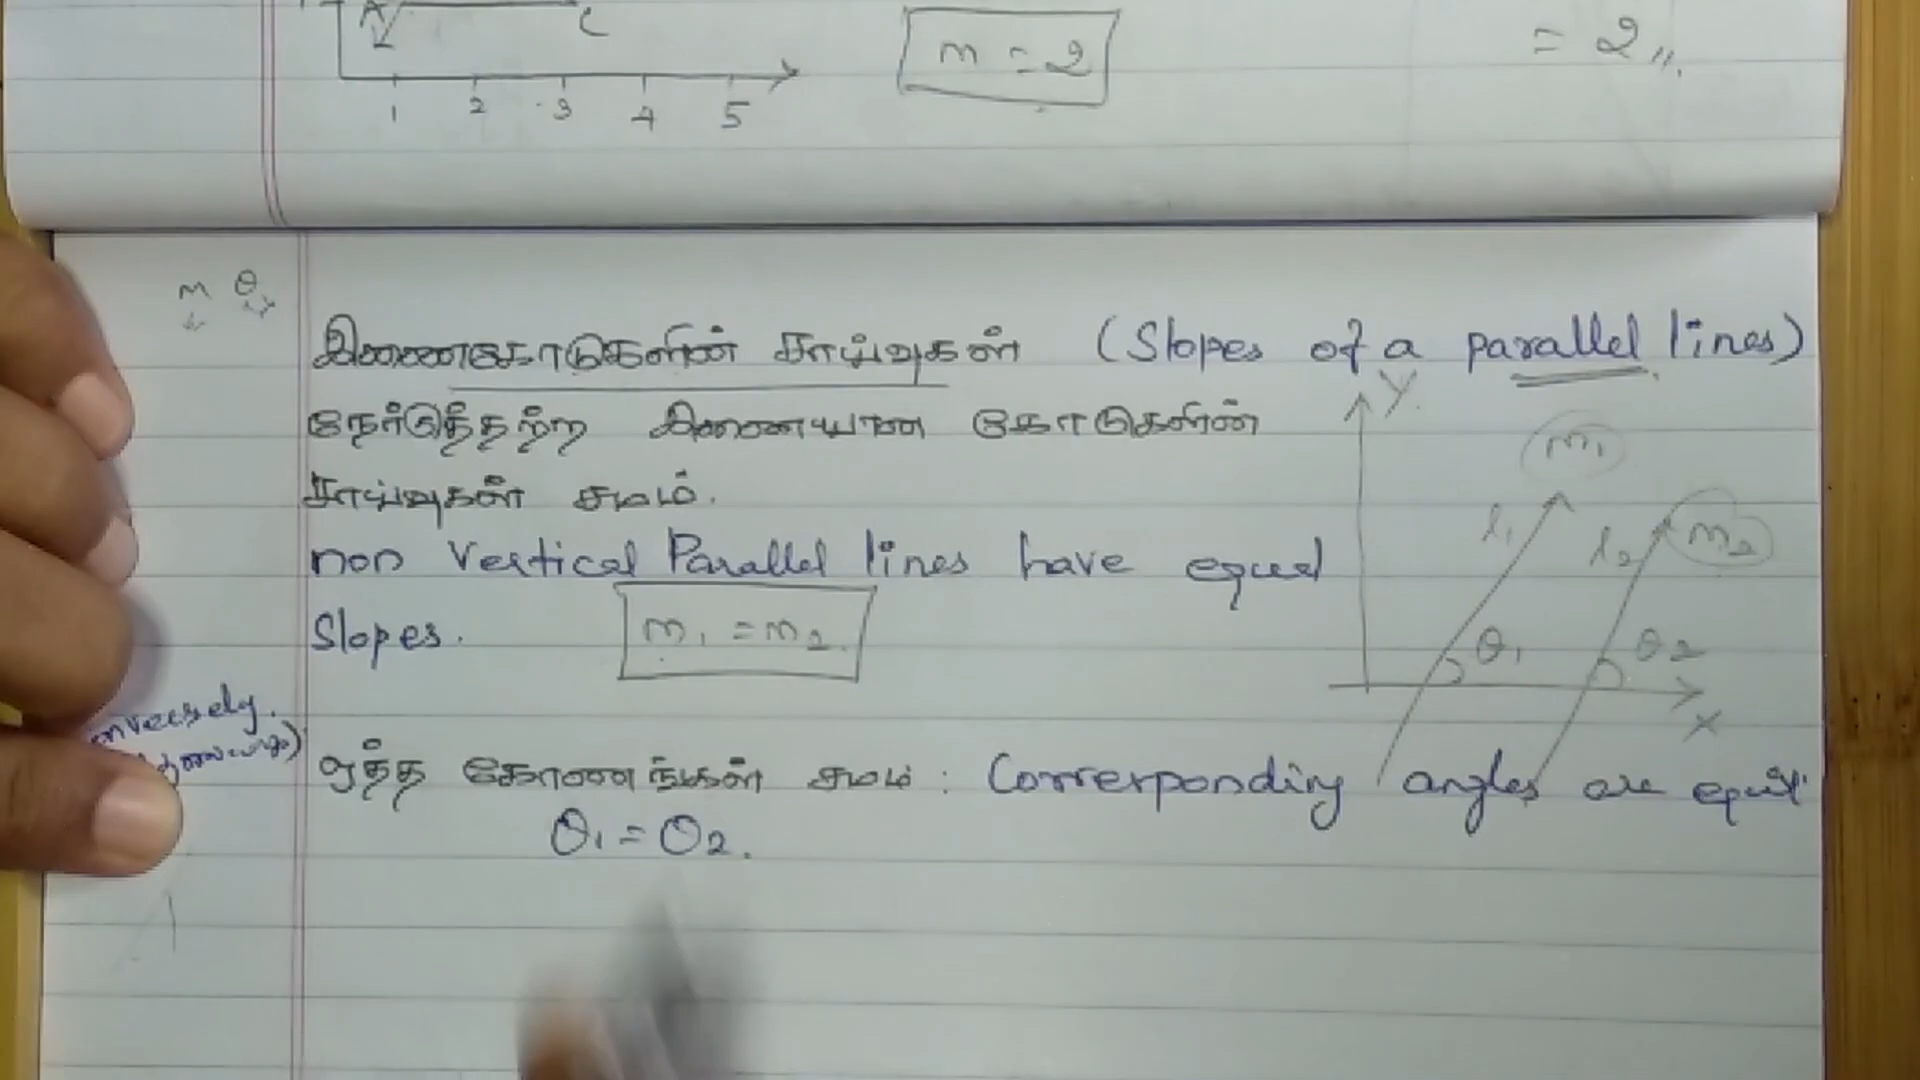 A
C
1 2 3 4 5
m = 2
= 2 //.
m θ
இணைகோடுகளின் சாய்வுகள் (Slopes of a parallel lines)
நேர்குத்தற்ற இணையான கோடுகளின்
சாய்வுகள் சமம்.
non Vertical Parallel lines have equal
Slopes. m₁ = m₂
Y
m₁
l₁ l₂ m₂
θ₁ θ₂
X
nversely.
ஒத்த கோணங்கள் சமம் : Corresponding angles are equal
θ₁ = θ₂.